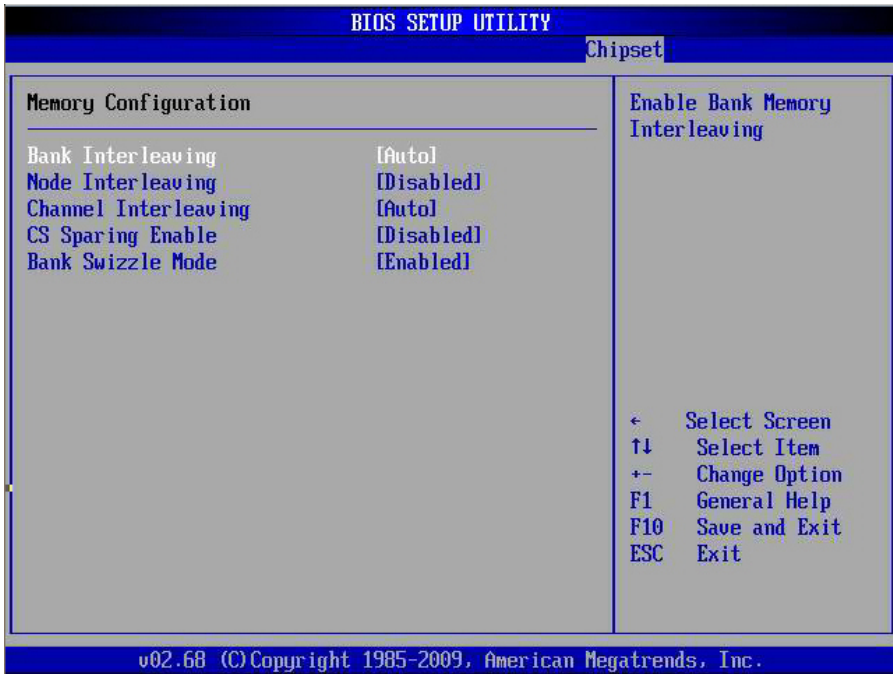 BIOS SETUP UTILITY
Chipset
Memory Configuration
Bank Interleaving [Auto]
Node Interleaving [Disabled]
Channel Interleaving [Auto]
CS Sparing Enable [Disabled]
Bank Swizzle Mode [Enabled]
Enable Bank Memory
Interleaving
← Select Screen
↑↓ Select Item
+- Change Option
F1 General Help
F10 Save and Exit
ESC Exit
v02.68 (C)Copyright 1985-2009, American Megatrends, Inc.